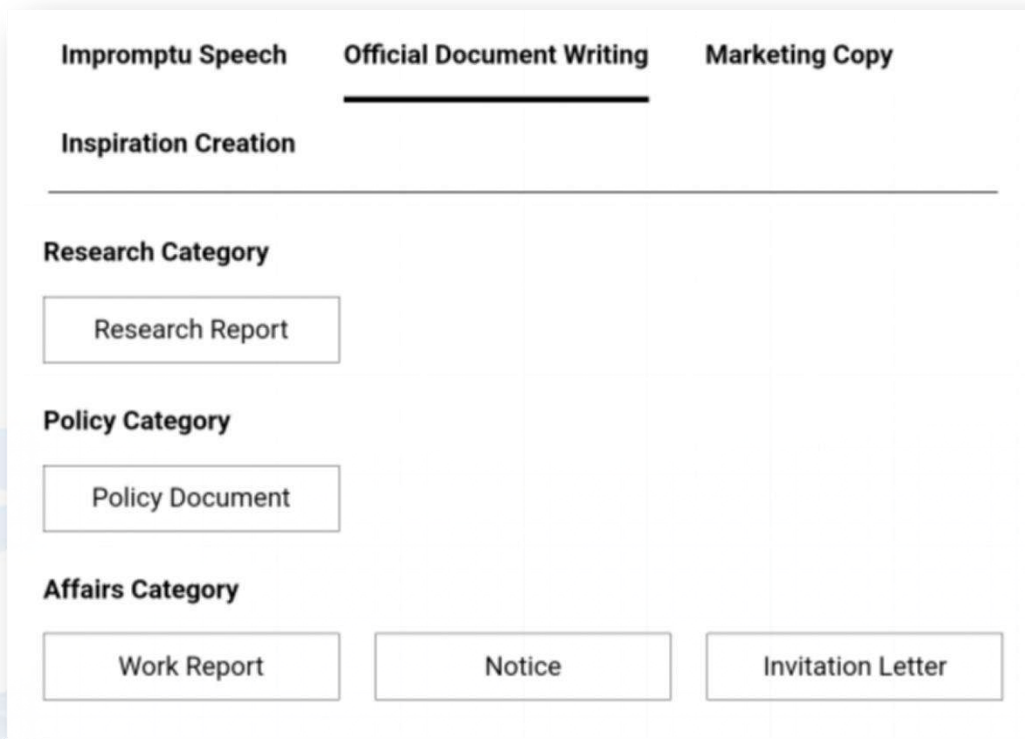 Impromptu Speech Official Document Writing Marketing Copy
Inspiration Creation
Research Category
Research Report
Policy Category
Policy Document
Affairs Category
Work Report Notice Invitation Letter